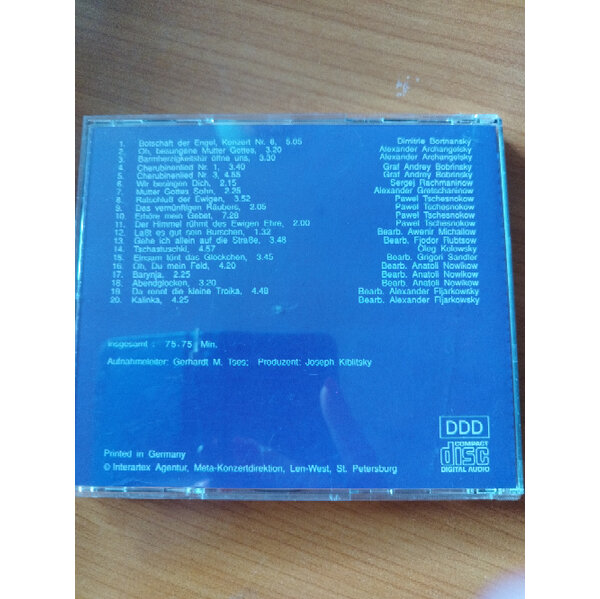 1. Botschaft der Engel, Konzert Nr. 6, 5.05 Dimitrie Bortnansky
2. Oh, besungene Mutter Gottes, 3.20 Alexander Archangelsky
3. Barmherzigkeitstür öffne uns, 3.30 Alexander Archangelsky
4. Cherubinenlied Nr. 1, 3.40 Graf Andrey Bobrinsky
5. Cherubinenlied Nr. 3, 4.55 Graf Andrey Bobrinsky
6. Wir besingen Dich, 2.15 Sergej Rachmaninow
7. Mutter Gottes Sohn, 2.25 Alexander Gretschaninow
8. Ratschluß der Ewigen, 3.52 Pawel Tschesnokow
9. Des vernünftigen Räubers, 2.05 Pawel Tschesnokow
10. Erhöre mein Gebet, 7.28 Pawel Tschesnokow
11. Der Himmel rühmt des Ewigen Ehre, 2.00 Pawel Tschesnokow
12. Laßt es gut sein Burschen, 1.32 Bearb. Awenir Michailow
13. Gehe ich allein auf die Straße, 3.48 Bearb. Fjodor Rubtsow
14. Tschastuschki, 4.57 Oleg Kolowsky
15. Einsam tönt das Glöckchen, 3.45 Bearb. Grigori Sandler
16. Oh, Du mein Feld, 4.20 Bearb. Anatoli Nowikow
17. Barynja, 2.25 Bearb. Anatoli Nowikow
18. Abendglocken, 3.20 Bearb. Anatoli Nowikow
19. Da rennt die kleine Troika, 4.48 Bearb. Alexander Fljarkowsky
20. Kalinka, 4.25 Bearb. Alexander Fljarkowsky
Insgesamt : 75.75 Min.
Aufnahmeleiter: Gerhardt M. Tses; Produzent: Joseph Kiblitsky
DDD
COMPACT
disc
DIGITAL AUDIO
Printed in Germany
© Interartex Agentur, Meta-Konzertdirektion, Len-West, St. Petersburg